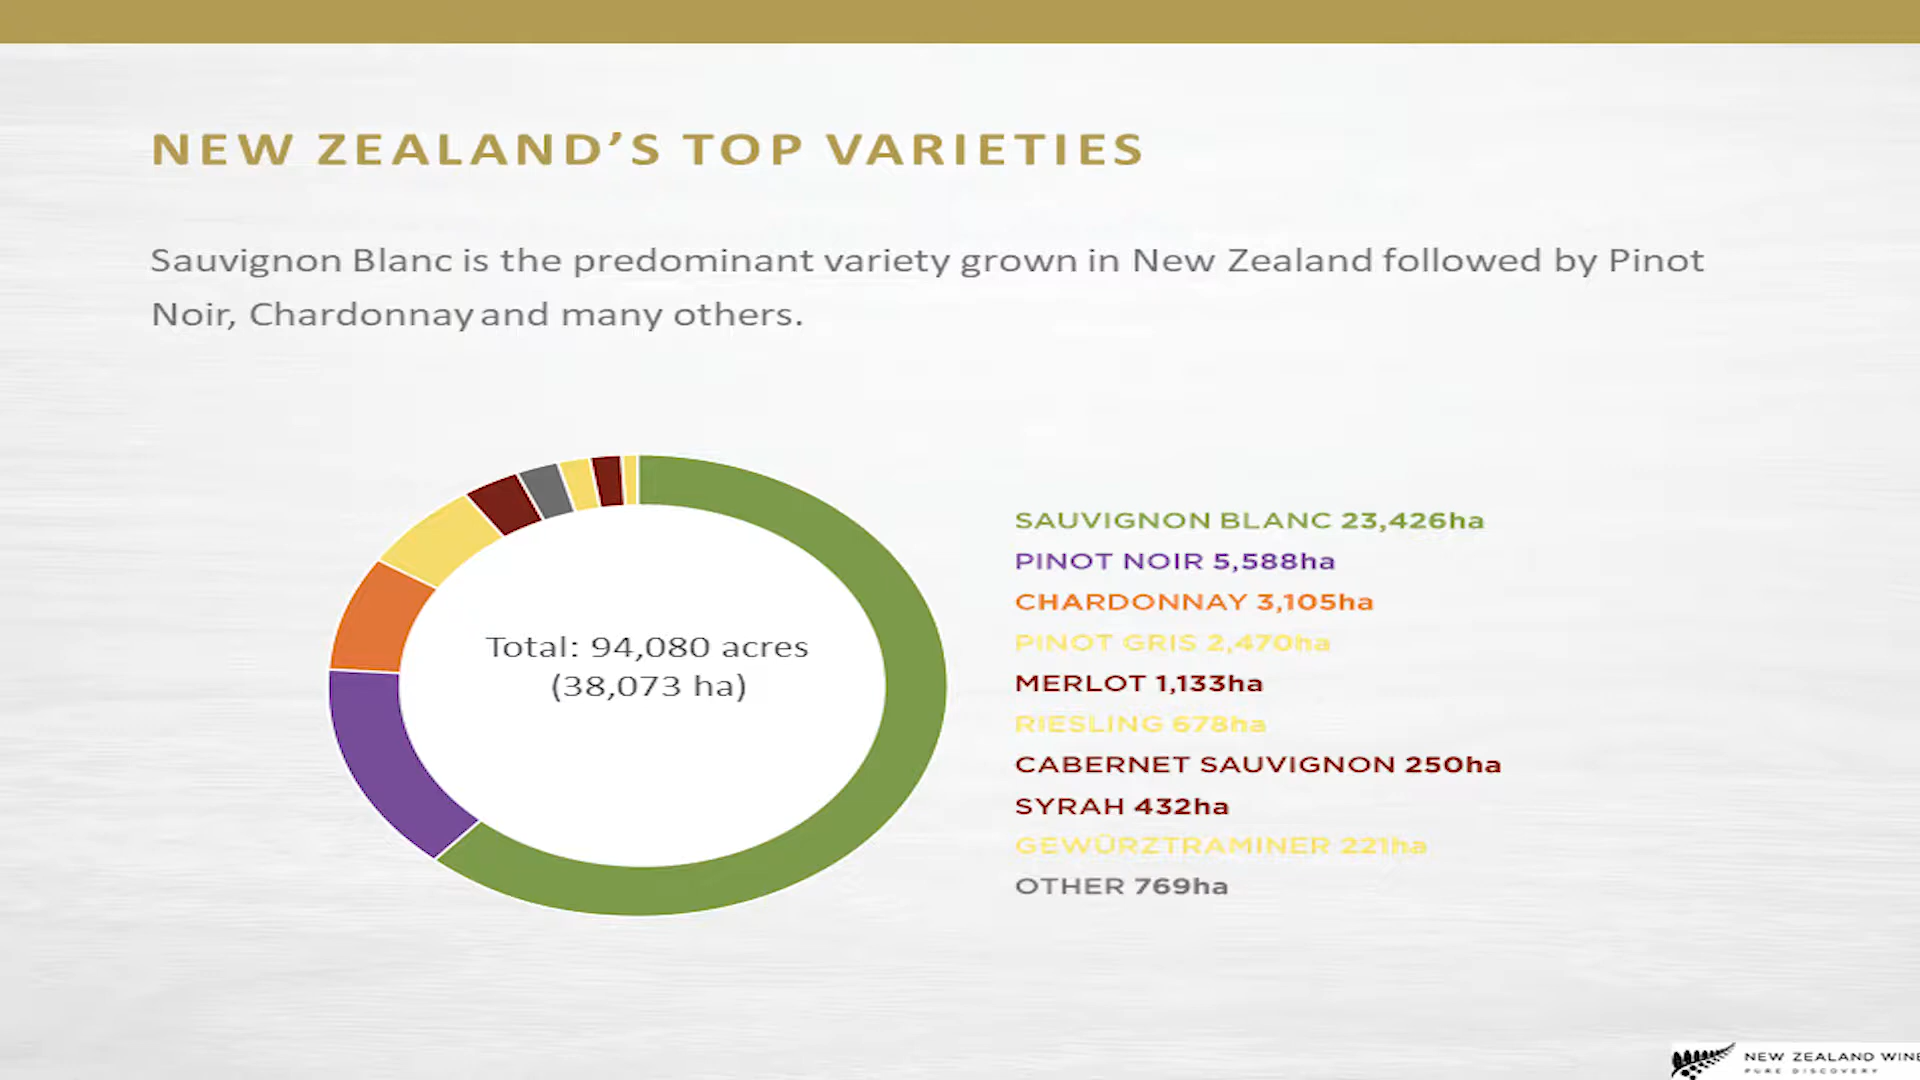 NEW ZEALAND’S TOP VARIETIES
Sauvignon Blanc is the predominant variety grown in New Zealand followed by Pinot
Noir, Chardonnay and many others.
Total: 94,080 acres
(38,073 ha)
SAUVIGNON BLANC 23,426ha
PINOT NOIR 5,588ha
CHARDONNAY 3,105ha
PINOT GRIS 2,470ha
MERLOT 1,133ha
RIESLING 678ha
CABERNET SAUVIGNON 250ha
SYRAH 432ha
GEWÜRZTRAMINER 221ha
OTHER 769ha
NEW ZEALAND WINE
PURE DISCOVERY